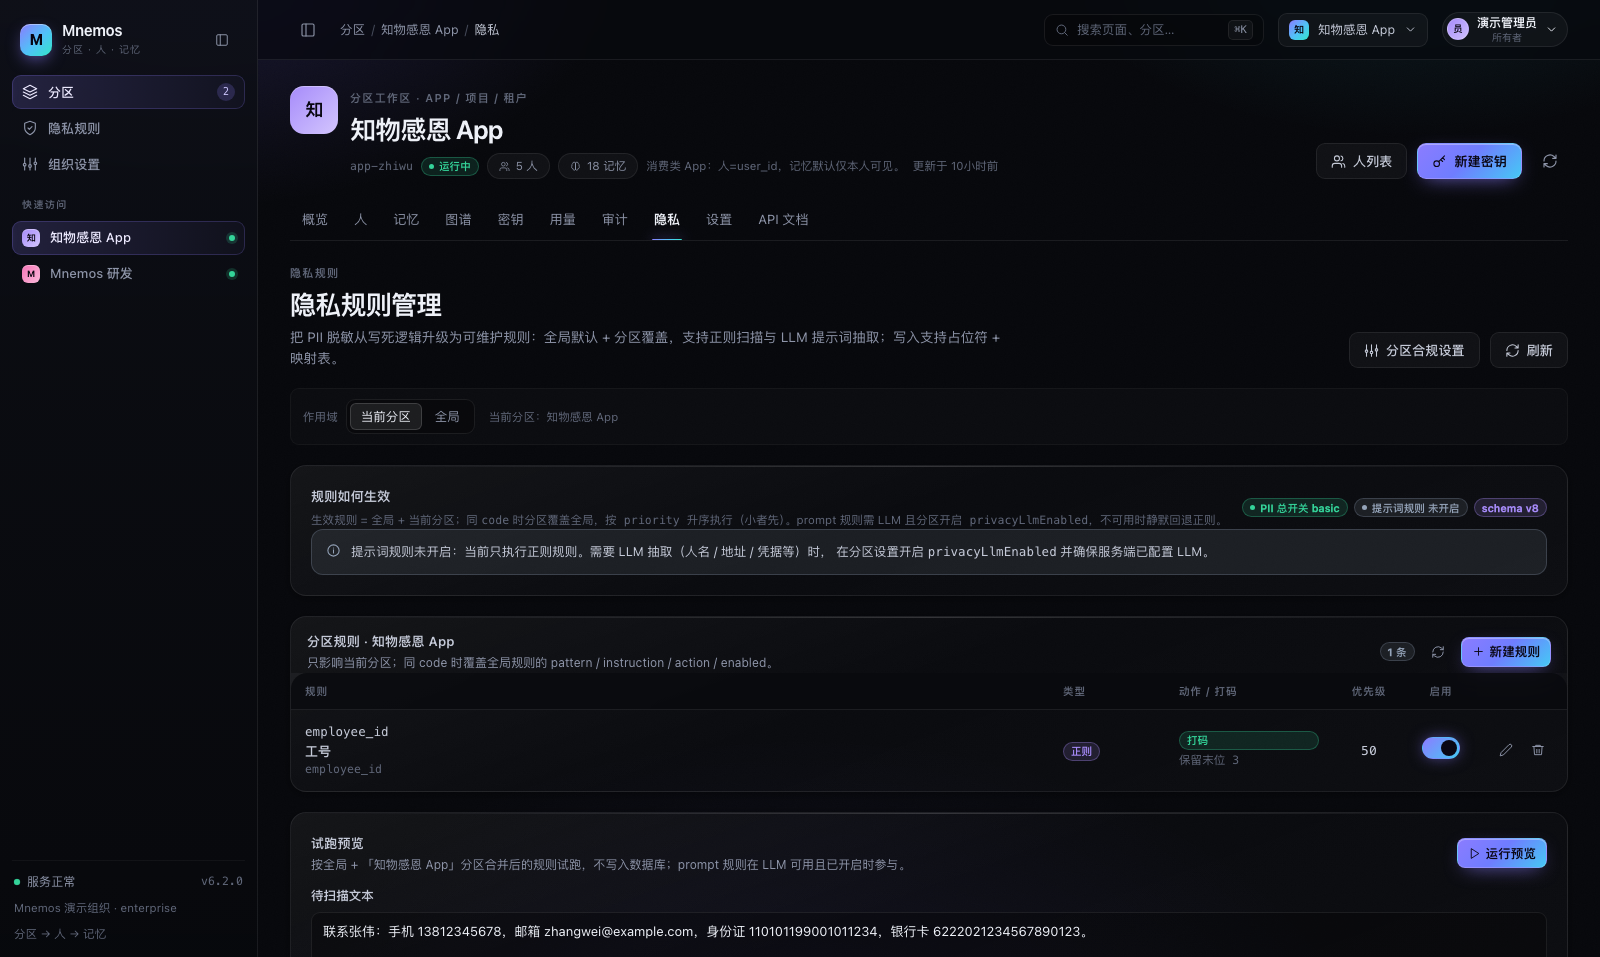 M
Mnemos
分区 · 人 · 记忆
分区
2
隐私规则
组织设置
快速访问
知
知物感恩 App
M
Mnemos 研发
服务正常
v6.2.0
Mnemos 演示组织 · enterprise
分区 → 人 → 记忆
分区 / 知物感恩 App / 隐私
搜索页面、分区...
⌘K
知
知物感恩 App
员
演示管理员
所有者
知
分区工作区 · APP / 项目 / 租户
知物感恩 App
app-zhiwu
运行中
5 人
18 记忆
消费类 App：人=user_id，记忆默认仅本人可见。
更新于 10小时前
人列表
新建密钥
概览
人
记忆
图谱
密钥
用量
审计
隐私
设置
API 文档
隐私规则
隐私规则管理
把 PII 脱敏从写死逻辑升级为可维护规则：全局默认 + 分区覆盖，支持正则扫描与 LLM 提示词抽取；写入支持占位符 +
映射表。
分区合规设置
刷新
作用域
当前分区
全局
当前分区：知物感恩 App
规则如何生效
生效规则 = 全局 + 当前分区；同 code 时分区覆盖全局，按 priority 升序执行（小者先）。prompt 规则需 LLM 且分区开启 privacyLlmEnabled，不可用时静默回退正则。
PII 总开关 basic
提示词规则 未开启
schema v8
提示词规则未开启：当前只执行正则规则。需要 LLM 抽取（人名 / 地址 / 凭据等）时， 在分区设置开启 privacyLlmEnabled 并确保服务端已配置 LLM。
分区规则 · 知物感恩 App
只影响当前分区；同 code 时覆盖全局规则的 pattern / instruction / action / enabled。
1 条
新建规则
规则
类型
动作 / 打码
优先级
启用
employee_id
工号
employee_id
正则
打码
保留末位 3
50
试跑预览
按全局 + 「知物感恩 App」分区合并后的规则试跑，不写入数据库；prompt 规则在 LLM 可用且已开启时参与。
运行预览
待扫描文本
联系张伟：手机 13812345678，邮箱 zhangwei@example.com，身份证 110101199001011234，银行卡 6222021234567890123。